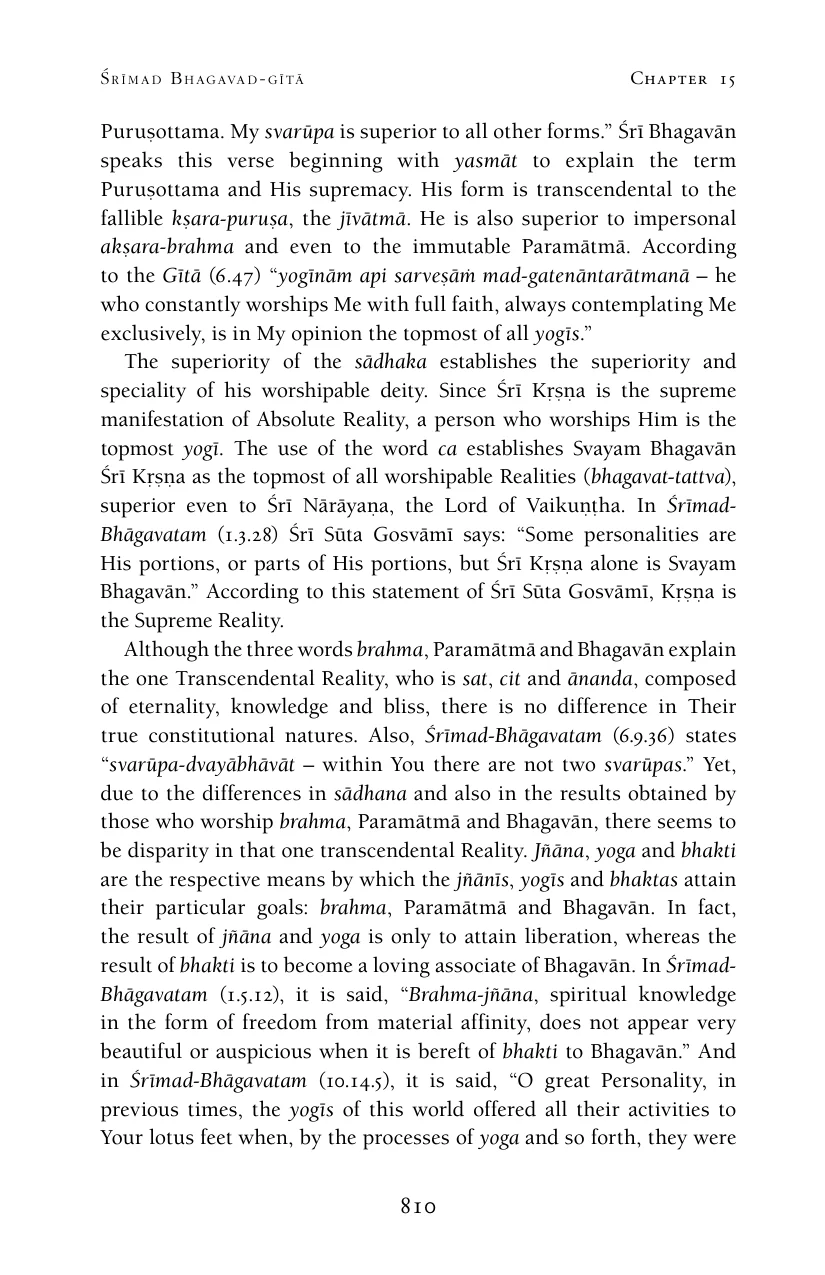 Śrīmad Bhagavad-gītā Chapter 15
Puruṣottama. My svarūpa is superior to all other forms.” Śrī Bhagavān
speaks this verse beginning with yasmāt to explain the term
Puruṣottama and His supremacy. His form is transcendental to the
fallible kṣara-puruṣa, the jīvātmā. He is also superior to impersonal
akṣara-brahma and even to the immutable Paramātmā. According
to the Gītā (6.47) “yogīnām api sarveṣāṁ mad-gatenāntarātmanā – he
who constantly worships Me with full faith, always contemplating Me
exclusively, is in My opinion the topmost of all yogīs.”
The superiority of the sādhaka establishes the superiority and
speciality of his worshipable deity. Since Śrī Kṛṣṇa is the supreme
manifestation of Absolute Reality, a person who worships Him is the
topmost yogī. The use of the word ca establishes Svayam Bhagavān
Śrī Kṛṣṇa as the topmost of all worshipable Realities (bhagavat-tattva),
superior even to Śrī Nārāyaṇa, the Lord of Vaikuṇṭha. In Śrīmad-
Bhāgavatam (1.3.28) Śrī Sūta Gosvāmī says: “Some personalities are
His portions, or parts of His portions, but Śrī Kṛṣṇa alone is Svayam
Bhagavān.” According to this statement of Śrī Sūta Gosvāmī, Kṛṣṇa is
the Supreme Reality.
Although the three words brahma, Paramātmā and Bhagavān explain
the one Transcendental Reality, who is sat, cit and ānanda, composed
of eternality, knowledge and bliss, there is no difference in Their
true constitutional natures. Also, Śrīmad-Bhāgavatam (6.9.36) states
“svarūpa-dvayābhāvāt – within You there are not two svarūpas.” Yet,
due to the differences in sādhana and also in the results obtained by
those who worship brahma, Paramātmā and Bhagavān, there seems to
be disparity in that one transcendental Reality. Jñāna, yoga and bhakti
are the respective means by which the jñānīs, yogīs and bhaktas attain
their particular goals: brahma, Paramātmā and Bhagavān. In fact,
the result of jñāna and yoga is only to attain liberation, whereas the
result of bhakti is to become a loving associate of Bhagavān. In Śrīmad-
Bhāgavatam (1.5.12), it is said, “Brahma-jñāna, spiritual knowledge
in the form of freedom from material affinity, does not appear very
beautiful or auspicious when it is bereft of bhakti to Bhagavān.” And
in Śrīmad-Bhāgavatam (10.14.5), it is said, “O great Personality, in
previous times, the yogīs of this world offered all their activities to
Your lotus feet when, by the processes of yoga and so forth, they were
810